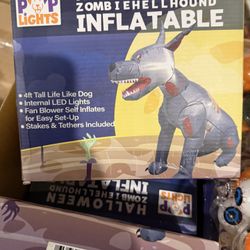 POP
LIGHTS
ZOMBIE HELLHOUND
INFLATABLE
• 4ft Tall Life Like Dog
• Internal LED Lights
• Fan Blower Self Inflates
for Easy Set-Up
• Stakes & Tethers Included
HALLOWEEN
ZOMBIE HELLHOUND
INFLATABLE
POP
LIGHTS